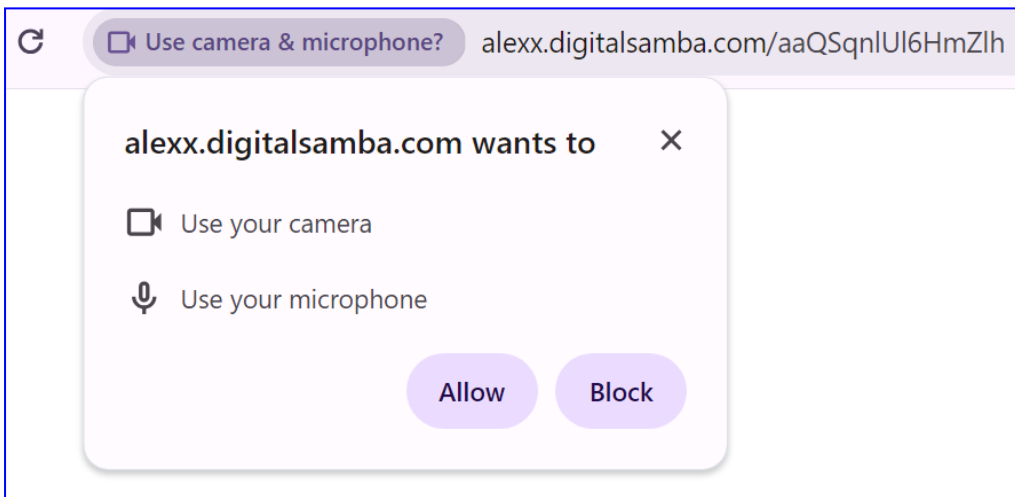 Use camera & microphone? alexx.digitalsamba.com/aaQSqnlUl6HmZlh
alexx.digitalsamba.com wants to
Use your camera
Use your microphone
Allow Block